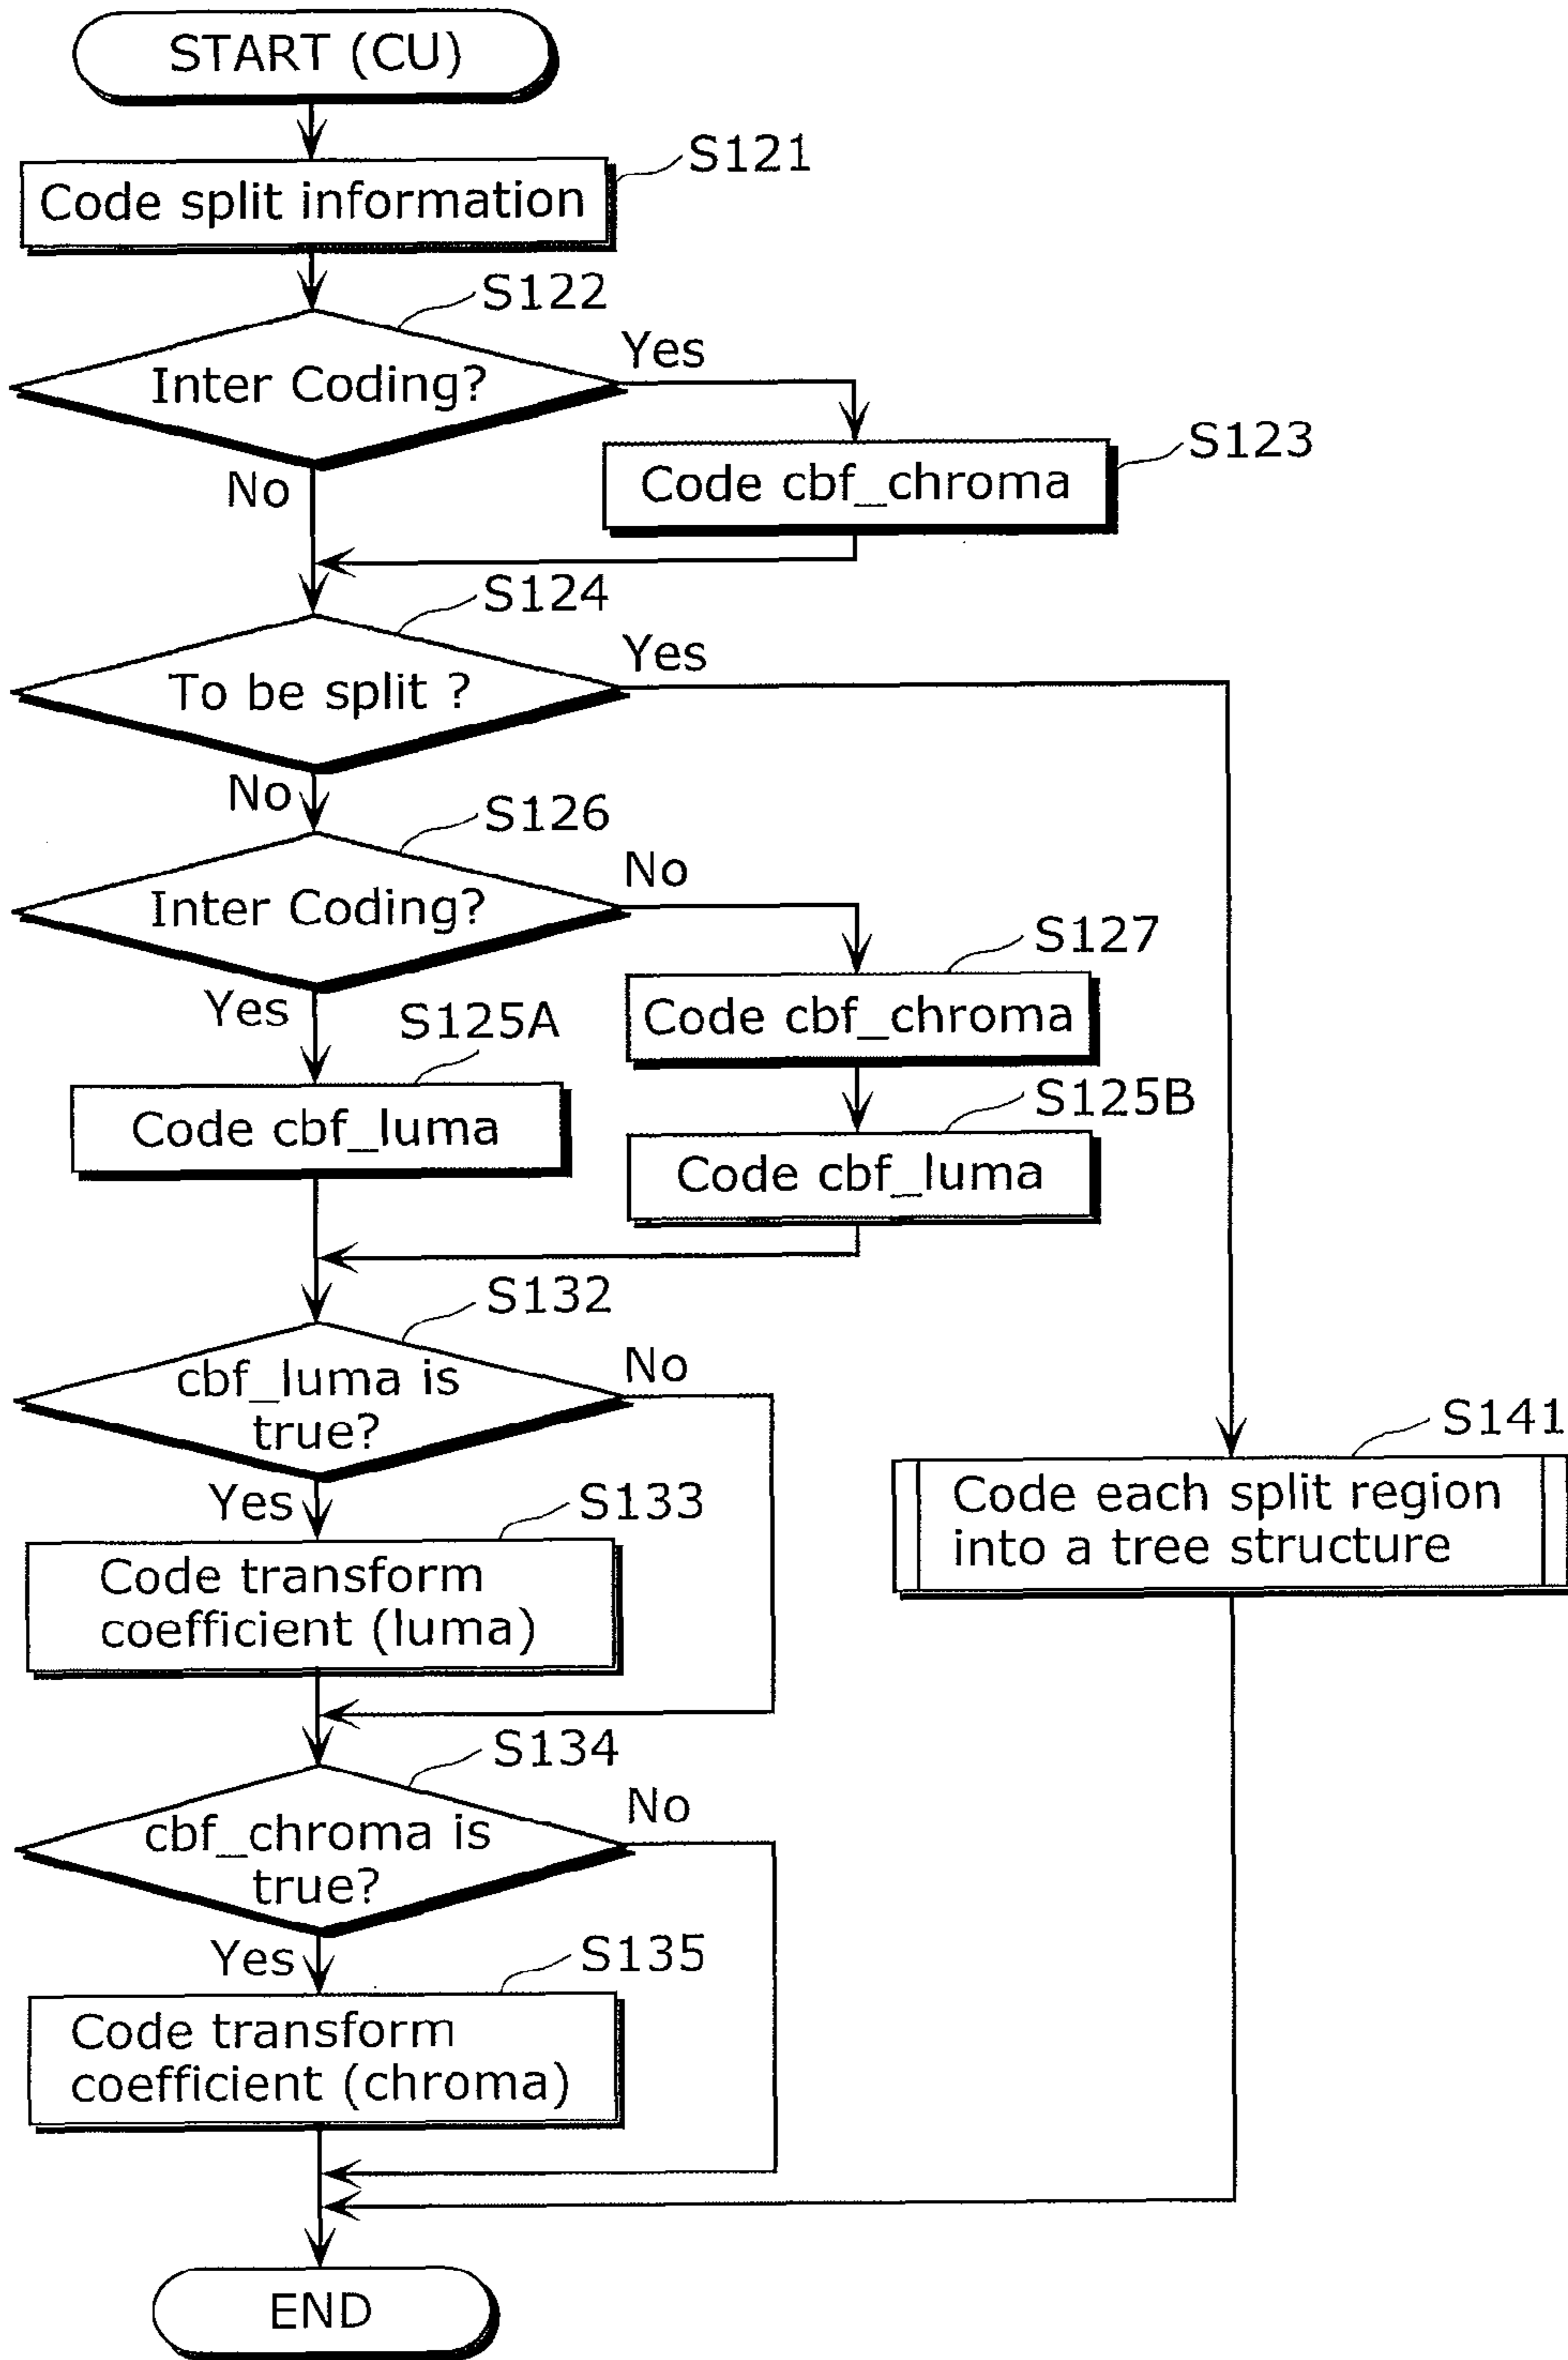 START (CU)
S121
Code split information
S122
Inter Coding?
Yes
No
S123
Code cbf_chroma
S124
To be split ?
Yes
No
S126
Inter Coding?
No
Yes
S127
Code cbf_chroma
S125A
Code cbf_luma
S125B
Code cbf_luma
S132
cbf_luma is
true?
No
Yes
S133
Code transform
coefficient (luma)
S141
Code each split region
into a tree structure
S134
cbf_chroma is
true?
No
Yes
S135
Code transform
coefficient (chroma)
END